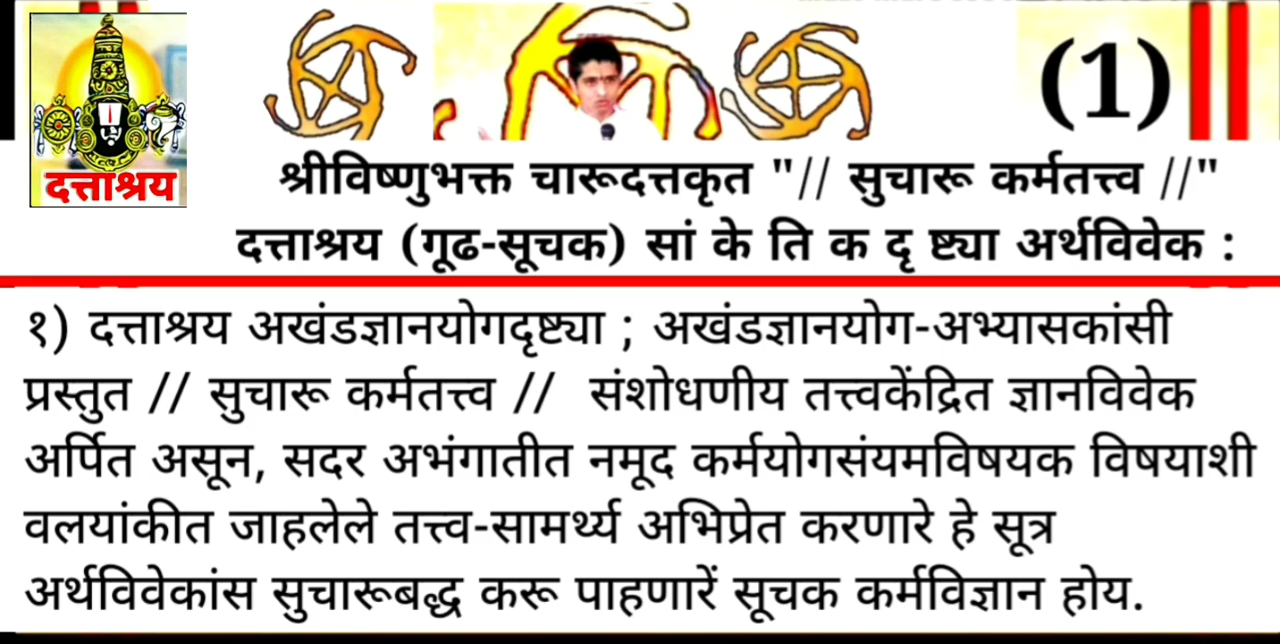 (1)
दत्ताश्रय
श्रीविष्णुभक्त चारूदत्तकृत "// सुचारू कर्मतत्त्व //"
दत्ताश्रय (गूढ-सूचक) सां के ति क दृ ष्ट्या अर्थविवेक :
१) दत्ताश्रय अखंडज्ञानयोगदृष्ट्या ; अखंडज्ञानयोग-अभ्यासकांसी
प्रस्तुत // सुचारू कर्मतत्त्व // संशोधणीय तत्त्वकेंद्रित ज्ञानविवेक
अर्पित असून, सदर अभंगातीत नमूद कर्मयोगसंयमविषयक विषयाशी
वलयांकीत जाहलेले तत्त्व-सामर्थ्य अभिप्रेत करणारे हे सूत्र
अर्थविवेकांस सुचारूबद्ध करू पाहणारें सूचक कर्मविज्ञान होय.